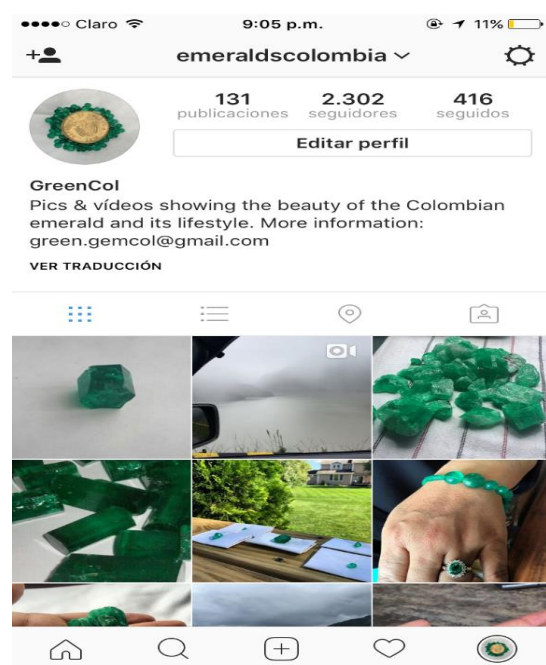 Claro 9:05 p.m. 11%
emeraldscolombia
131 2.302 416
publicaciones seguidores seguidos
Editar perfil
GreenCol
Pics & vídeos showing the beauty of the Colombian
emerald and its lifestyle. More information:
green.gemcol@gmail.com
VER TRADUCCIÓN